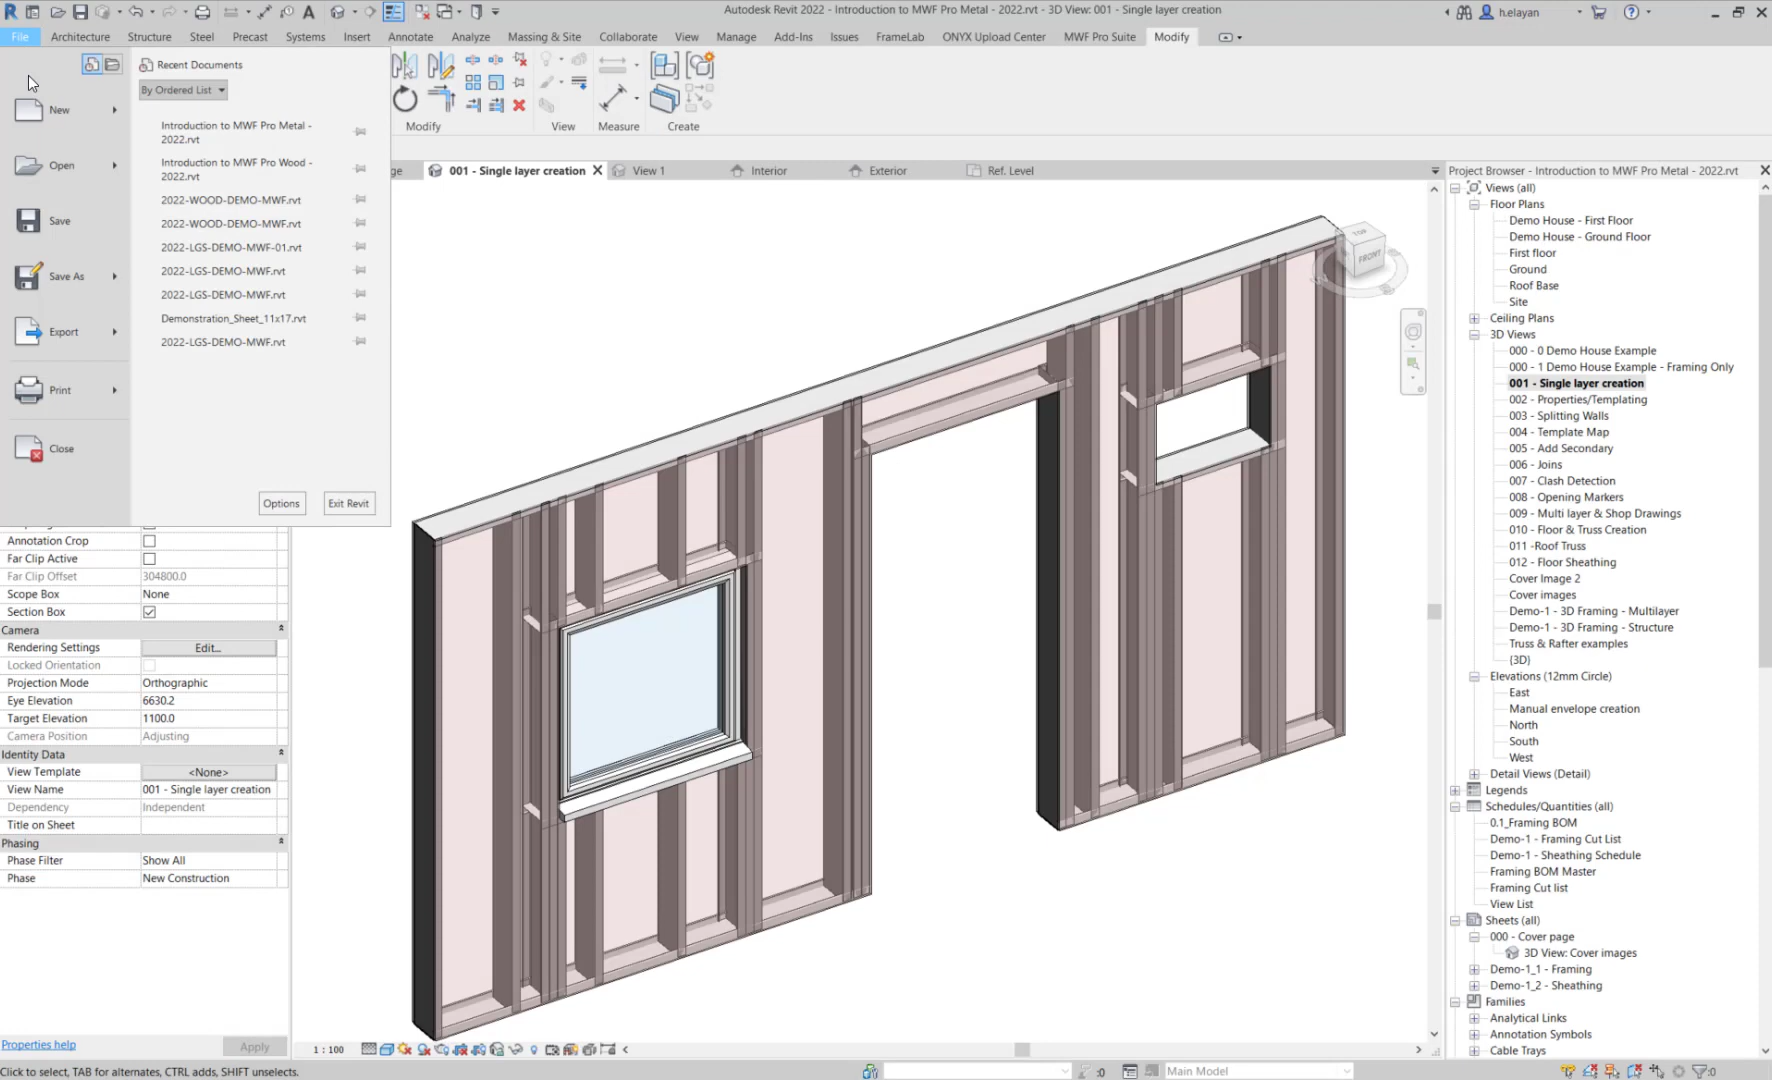 Autodesk Revit 2022 - Introduction to MWF Pro Metal - 2022.rvt - 3D View: 001 - Single layer creation
h.elayan
File
Architecture
Structure
Steel
Precast
Systems
Insert
Annotate
Analyze
Massing & Site
Collaborate
View
Manage
Add-Ins
Issues
FrameLab
ONYX Upload Center
MWF Pro Suite
Modify
New
Open
Save
Save As
Export
Print
Close
Recent Documents
By Ordered List
Introduction to MWF Pro Metal -
2022.rvt
Introduction to MWF Pro Wood -
2022.rvt
2022-WOOD-DEMO-MWF.rvt
2022-WOOD-DEMO-MWF.rvt
2022-LGS-DEMO-MWF-01.rvt
2022-LGS-DEMO-MWF.rvt
2022-LGS-DEMO-MWF.rvt
Demonstration_Sheet_11x17.rvt
2022-LGS-DEMO-MWF.rvt
Options
Exit Revit
Modify
View
Measure
Create
ge
001 - Single layer creation
View 1
Interior
Exterior
Ref. Level
TOP
FRONT
Annotation Crop
Far Clip Active
Far Clip Offset 304800.0
Scope Box None
Section Box
Camera
Rendering Settings Edit...
Locked Orientation
Projection Mode Orthographic
Eye Elevation 6630.2
Target Elevation 1100.0
Camera Position Adjusting
Identity Data
View Template <None>
View Name 001 - Single layer creation
Dependency Independent
Title on Sheet
Phasing
Phase Filter Show All
Phase New Construction
Properties help
Apply
1 : 100
Click to select, TAB for alternates, CTRL adds, SHIFT unselects.
:0
Main Model
:0
Project Browser - Introduction to MWF Pro Metal - 2022.rvt
Views (all)
Floor Plans
Demo House - First Floor
Demo House - Ground Floor
First floor
Ground
Roof Base
Site
Ceiling Plans
3D Views
000 - 0 Demo House Example
000 - 1 Demo House Example - Framing Only
001 - Single layer creation
002 - Properties/Templating
003 - Splitting Walls
004 - Template Map
005 - Add Secondary
006 - Joins
007 - Clash Detection
008 - Opening Markers
009 - Multi layer & Shop Drawings
010 - Floor & Truss Creation
011 -Roof Truss
012 - Floor Sheathing
Cover Image 2
Cover images
Demo-1 - 3D Framing - Multilayer
Demo-1 - 3D Framing - Structure
Truss & Rafter examples
{3D}
Elevations (12mm Circle)
East
Manual envelope creation
North
South
West
Detail Views (Detail)
Legends
Schedules/Quantities (all)
0.1_Framing BOM
Demo-1 - Framing Cut List
Demo-1 - Sheathing Schedule
Framing BOM Master
Framing Cut list
View List
Sheets (all)
000 - Cover page
3D View: Cover images
Demo-1_1 - Framing
Demo-1_2 - Sheathing
Families
Analytical Links
Annotation Symbols
Cable Trays